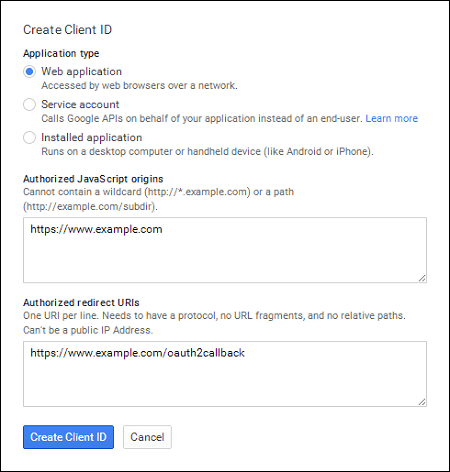 Create Client ID
Application type
Web application
Accessed by web browsers over a network.
Service account
Calls Google APIs on behalf of your application instead of an end-user. Learn more
Installed application
Runs on a desktop computer or handheld device (like Android or iPhone).
Authorized JavaScript origins
Cannot contain a wildcard (http://*.example.com) or a path
(http://example.com/subdir).
https://www.example.com
Authorized redirect URIs
One URI per line. Needs to have a protocol, no URL fragments, and no relative paths.
Can't be a public IP Address.
https://www.example.com/oauth2callback
Create Client ID Cancel